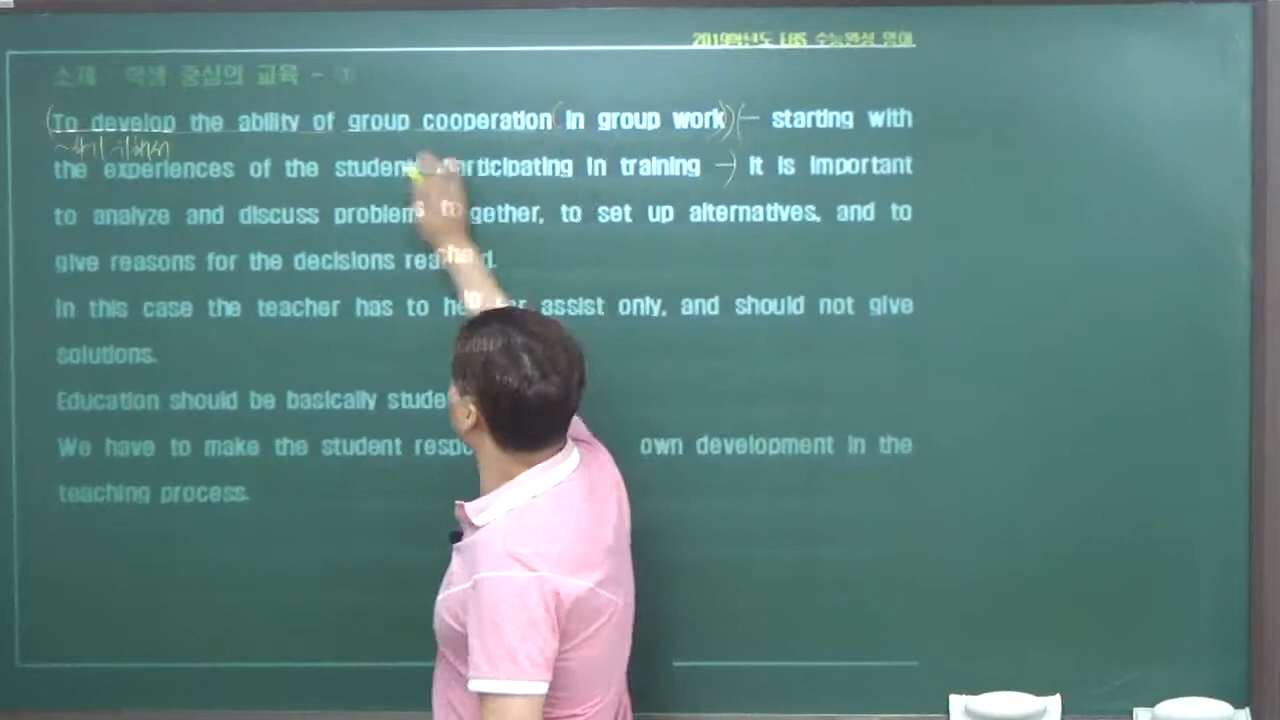 2019학년도 EBS 수능완성 영어
소재 학생 중심의 교육 - (1)
(To develop the ability of group cooperation (in group work)) (— starting with
~하기 위해서
the experiences of the student participating in training —) it is important
to analyze and discuss problems together, to set up alternatives, and to
give reasons for the decisions reached.
In this case the teacher has to help or assist only, and should not give
solutions.
Education should be basically
We have to make the student own development in the
teaching process.